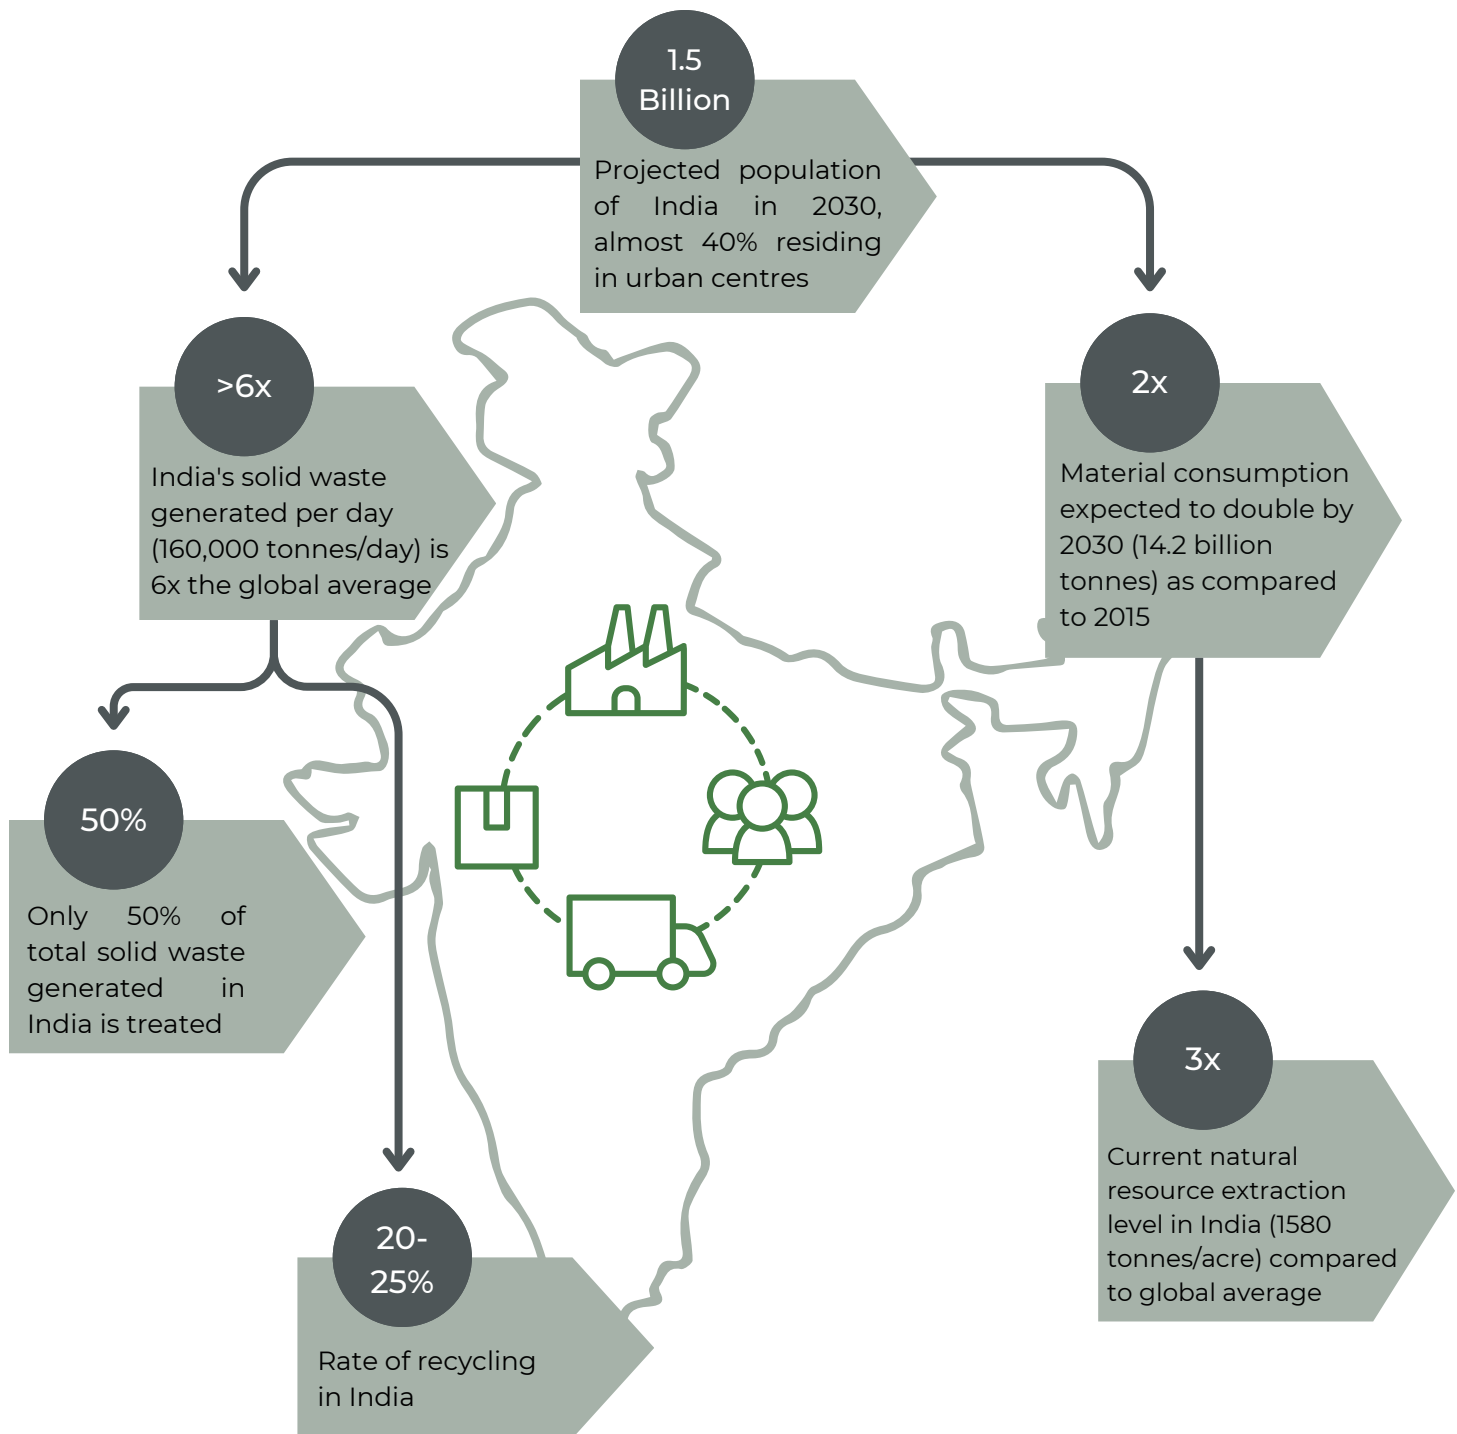 1.5
Billion
Projected population
of India in 2030,
almost 40% residing
in urban centres
>6x
India's solid waste
generated per day
(160,000 tonnes/day) is
6x the global average
2x
Material consumption
expected to double by
2030 (14.2 billion
tonnes) as compared
to 2015
50%
Only 50% of
total solid waste
generated in
India is treated
20-
25%
Rate of recycling
in India
3x
Current natural
resource extraction
level in India (1580
tonnes/acre) compared
to global average